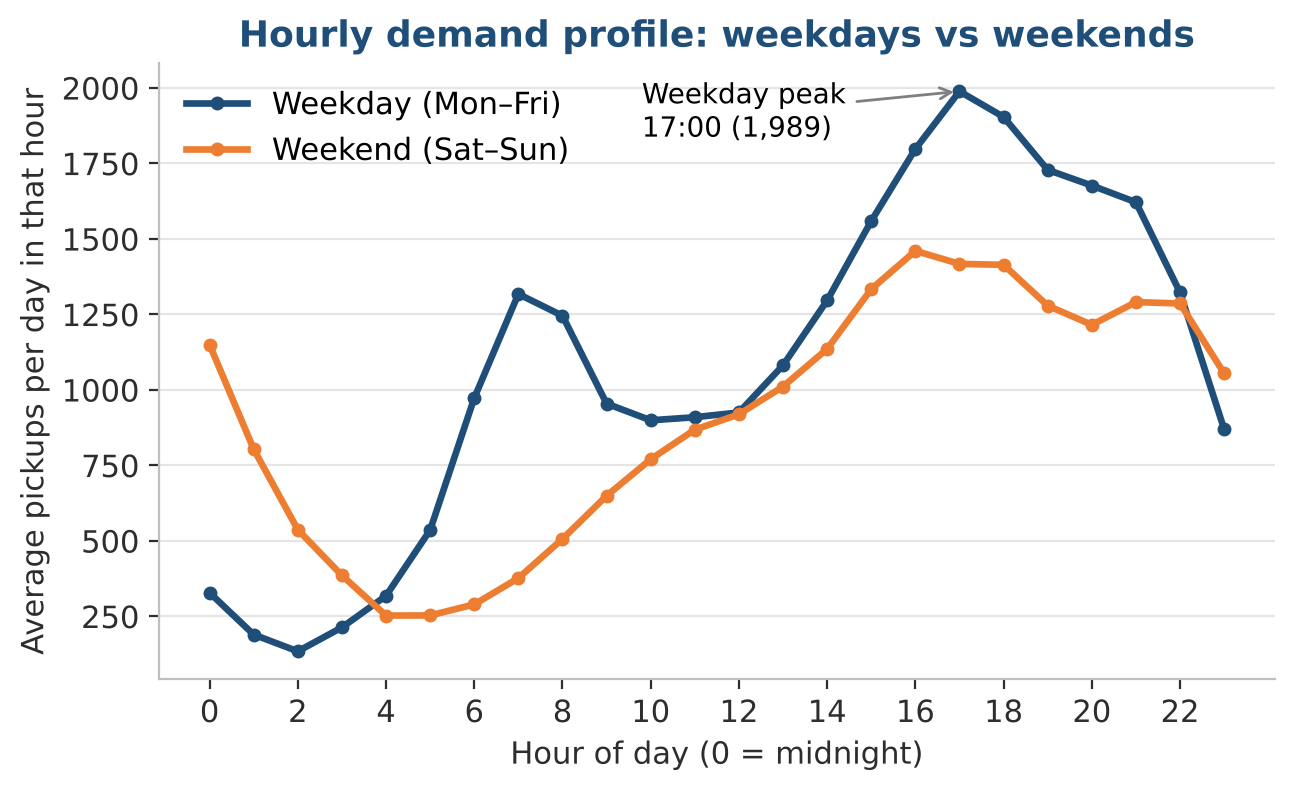 Hourly demand profile: weekdays vs weekends
Average pickups per day in that hour
2000
1750
1500
1250
1000
750
500
250
Weekday (Mon–Fri)
Weekend (Sat–Sun)
Weekday peak
17:00 (1,989)
0 2 4 6 8 10 12 14 16 18 20 22
Hour of day (0 = midnight)